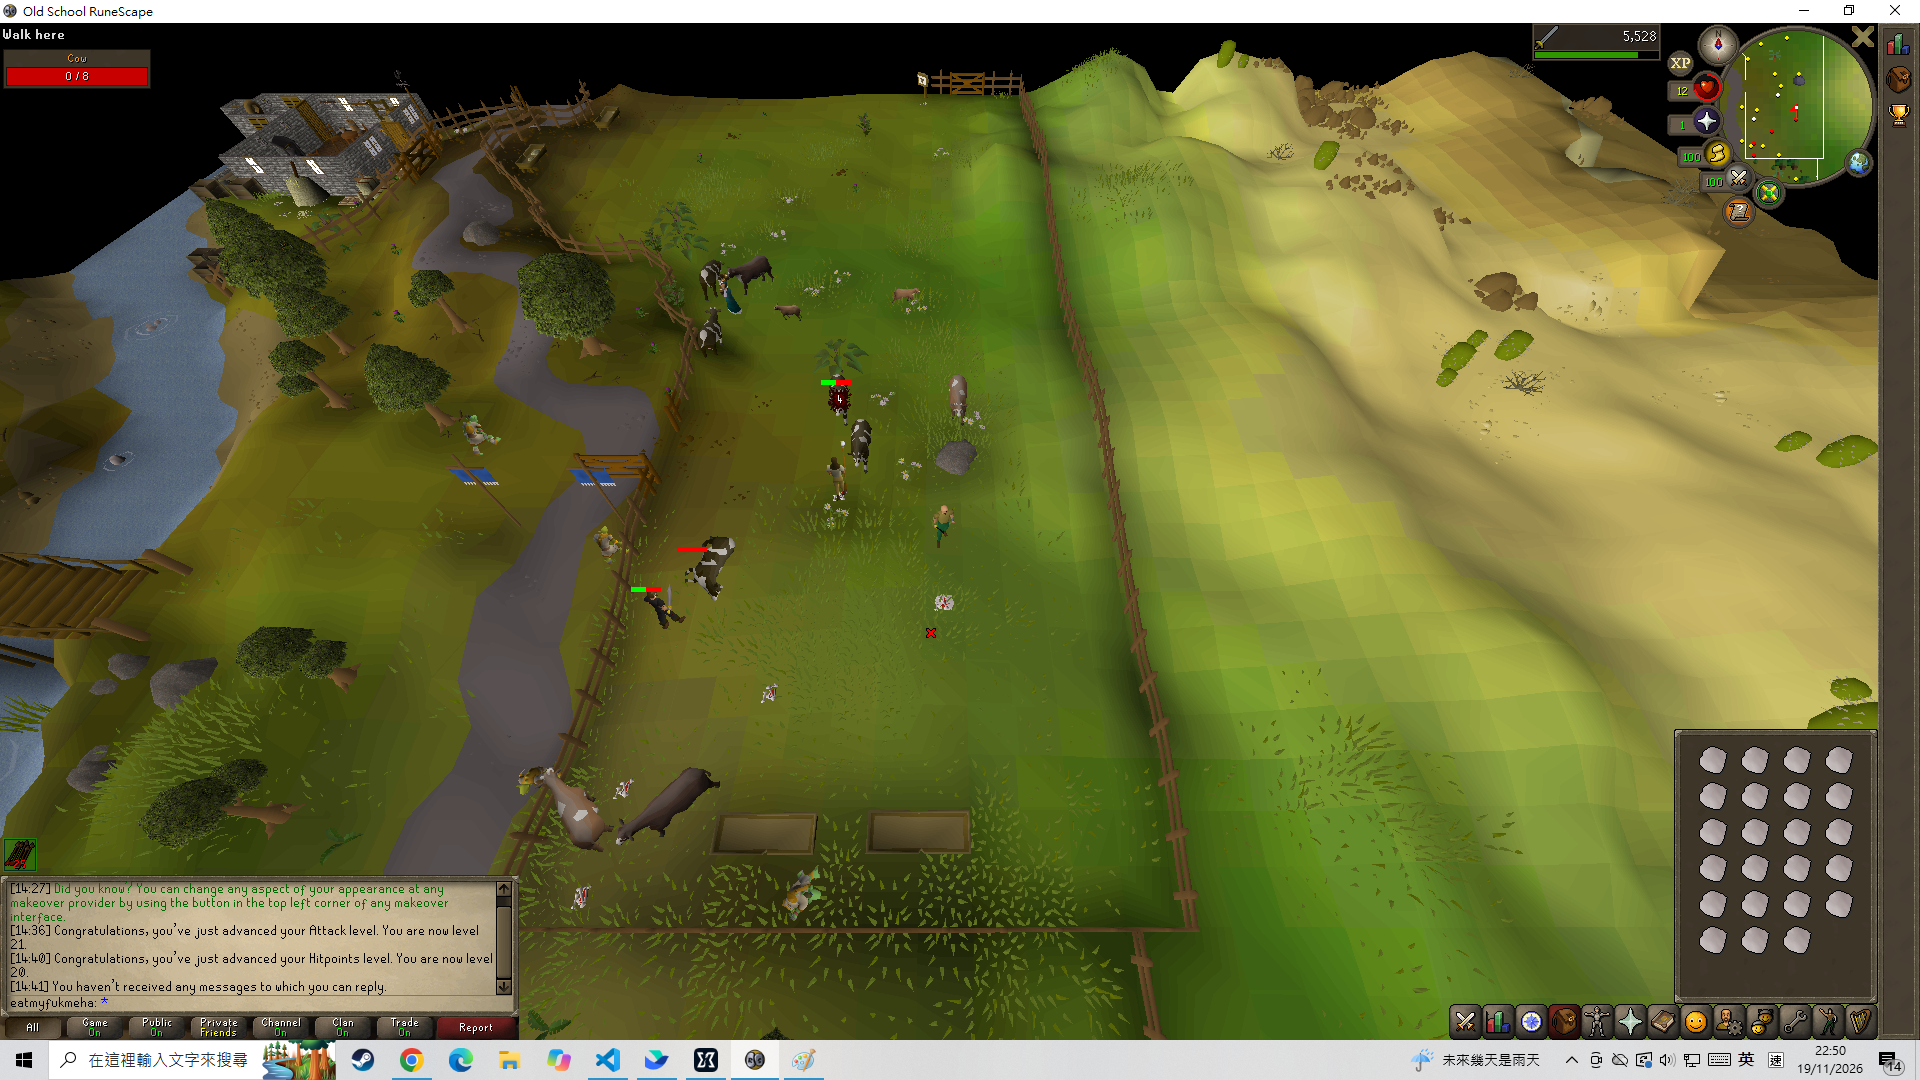 Old School RuneScape
Walk here
Cow
0 / 8
5,528
N
XP
12
1
100
100
4
25
[14:27] Did you know? You can change any aspect of your appearance at any
makeover provider by using the button in the top left corner of any makeover
interface.
[14:36] Congratulations, you've just advanced your Attack level. You are now level
21.
[14:40] Congratulations, you've just advanced your Hitpoints level. You are now level
20.
[14:41] You haven't received any messages to which you can reply.
eatmyfukmeha: *
All
Game
On
Public
On
Private
Friends
Channel
On
Clan
On
Trade
On
Report
在這裡輸入文字來搜尋
未來幾天是雨天
英
速
22:50
19/11/2026
14